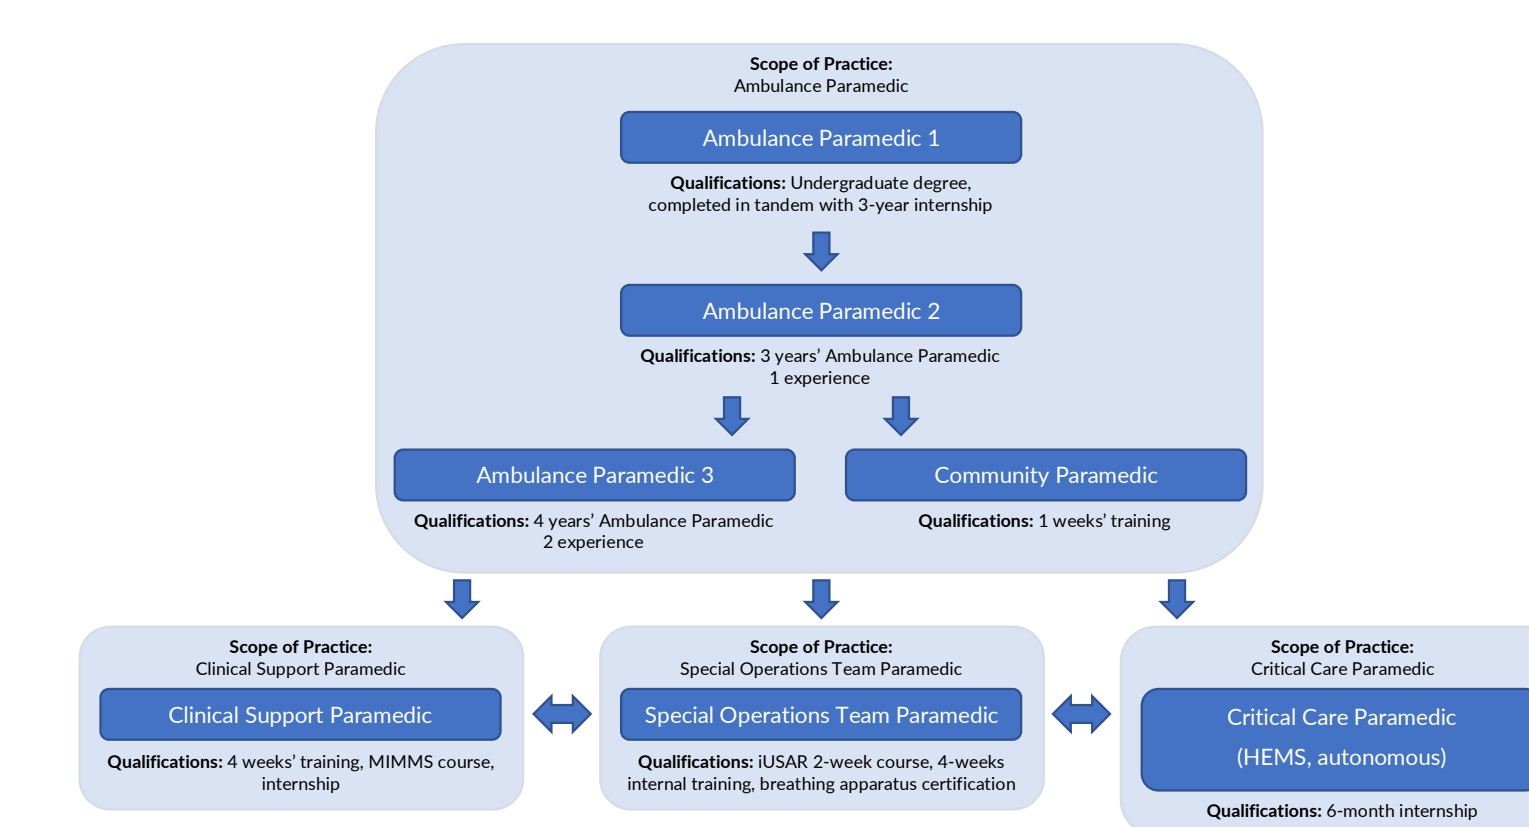 Scope of Practice:
Ambulance Paramedic
Ambulance Paramedic 1
Qualifications: Undergraduate degree,
completed in tandem with 3-year internship
Ambulance Paramedic 2
Qualifications: 3 years’ Ambulance Paramedic
1 experience
Ambulance Paramedic 3
Qualifications: 4 years’ Ambulance Paramedic
2 experience
Community Paramedic
Qualifications: 1 weeks’ training
Scope of Practice:
Clinical Support Paramedic
Clinical Support Paramedic
Qualifications: 4 weeks’ training, MIMMS course,
internship
Scope of Practice:
Special Operations Team Paramedic
Special Operations Team Paramedic
Qualifications: iUSAR 2-week course, 4-weeks
internal training, breathing apparatus certification
Scope of Practice:
Critical Care Paramedic
Critical Care Paramedic
(HEMS, autonomous)
Qualifications: 6-month internship